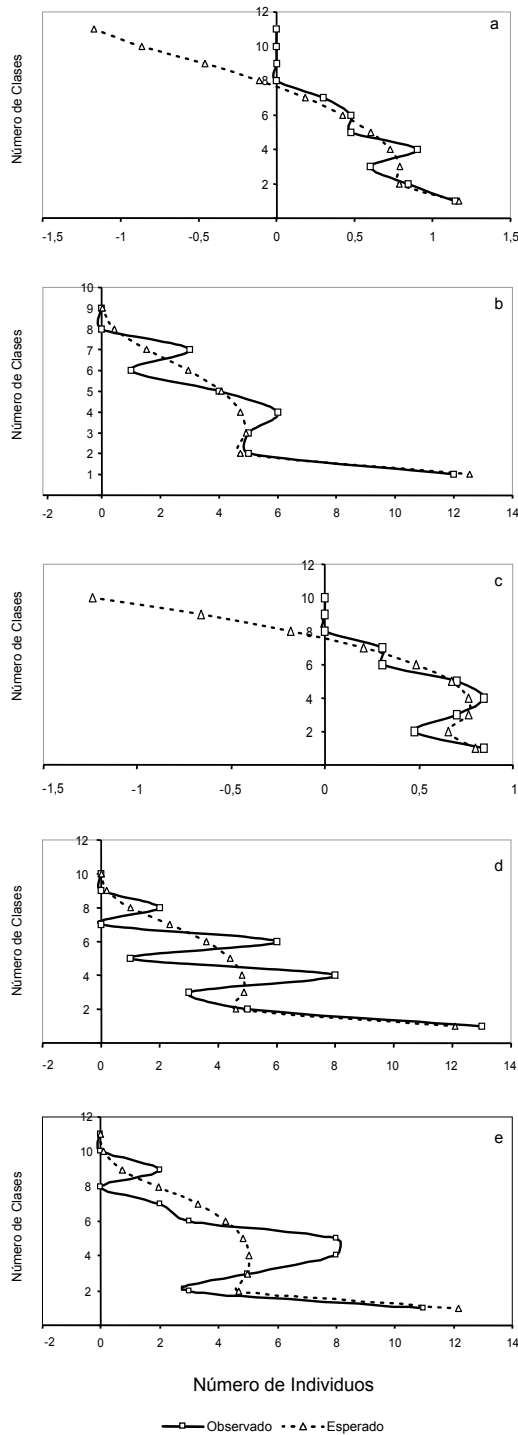 a
Número de Clases
12
10
8
6
4
2
-1,5 -1 -0,5 0 0,5 1 1,5
b
Número de Clases
10
9
8
7
6
5
4
3
2
1
-2 0 2 4 6 8 10 12 14
c
Número de Clases
12
10
8
6
4
2
-1,5 -1 -0,5 0 0,5 1
d
Número de Clases
12
10
8
6
4
2
-2 0 2 4 6 8 10 12 14
e
Número de Clases
12
10
8
6
4
2
-2 0 2 4 6 8 10 12 14
Número de Individuos
Observado Esperado